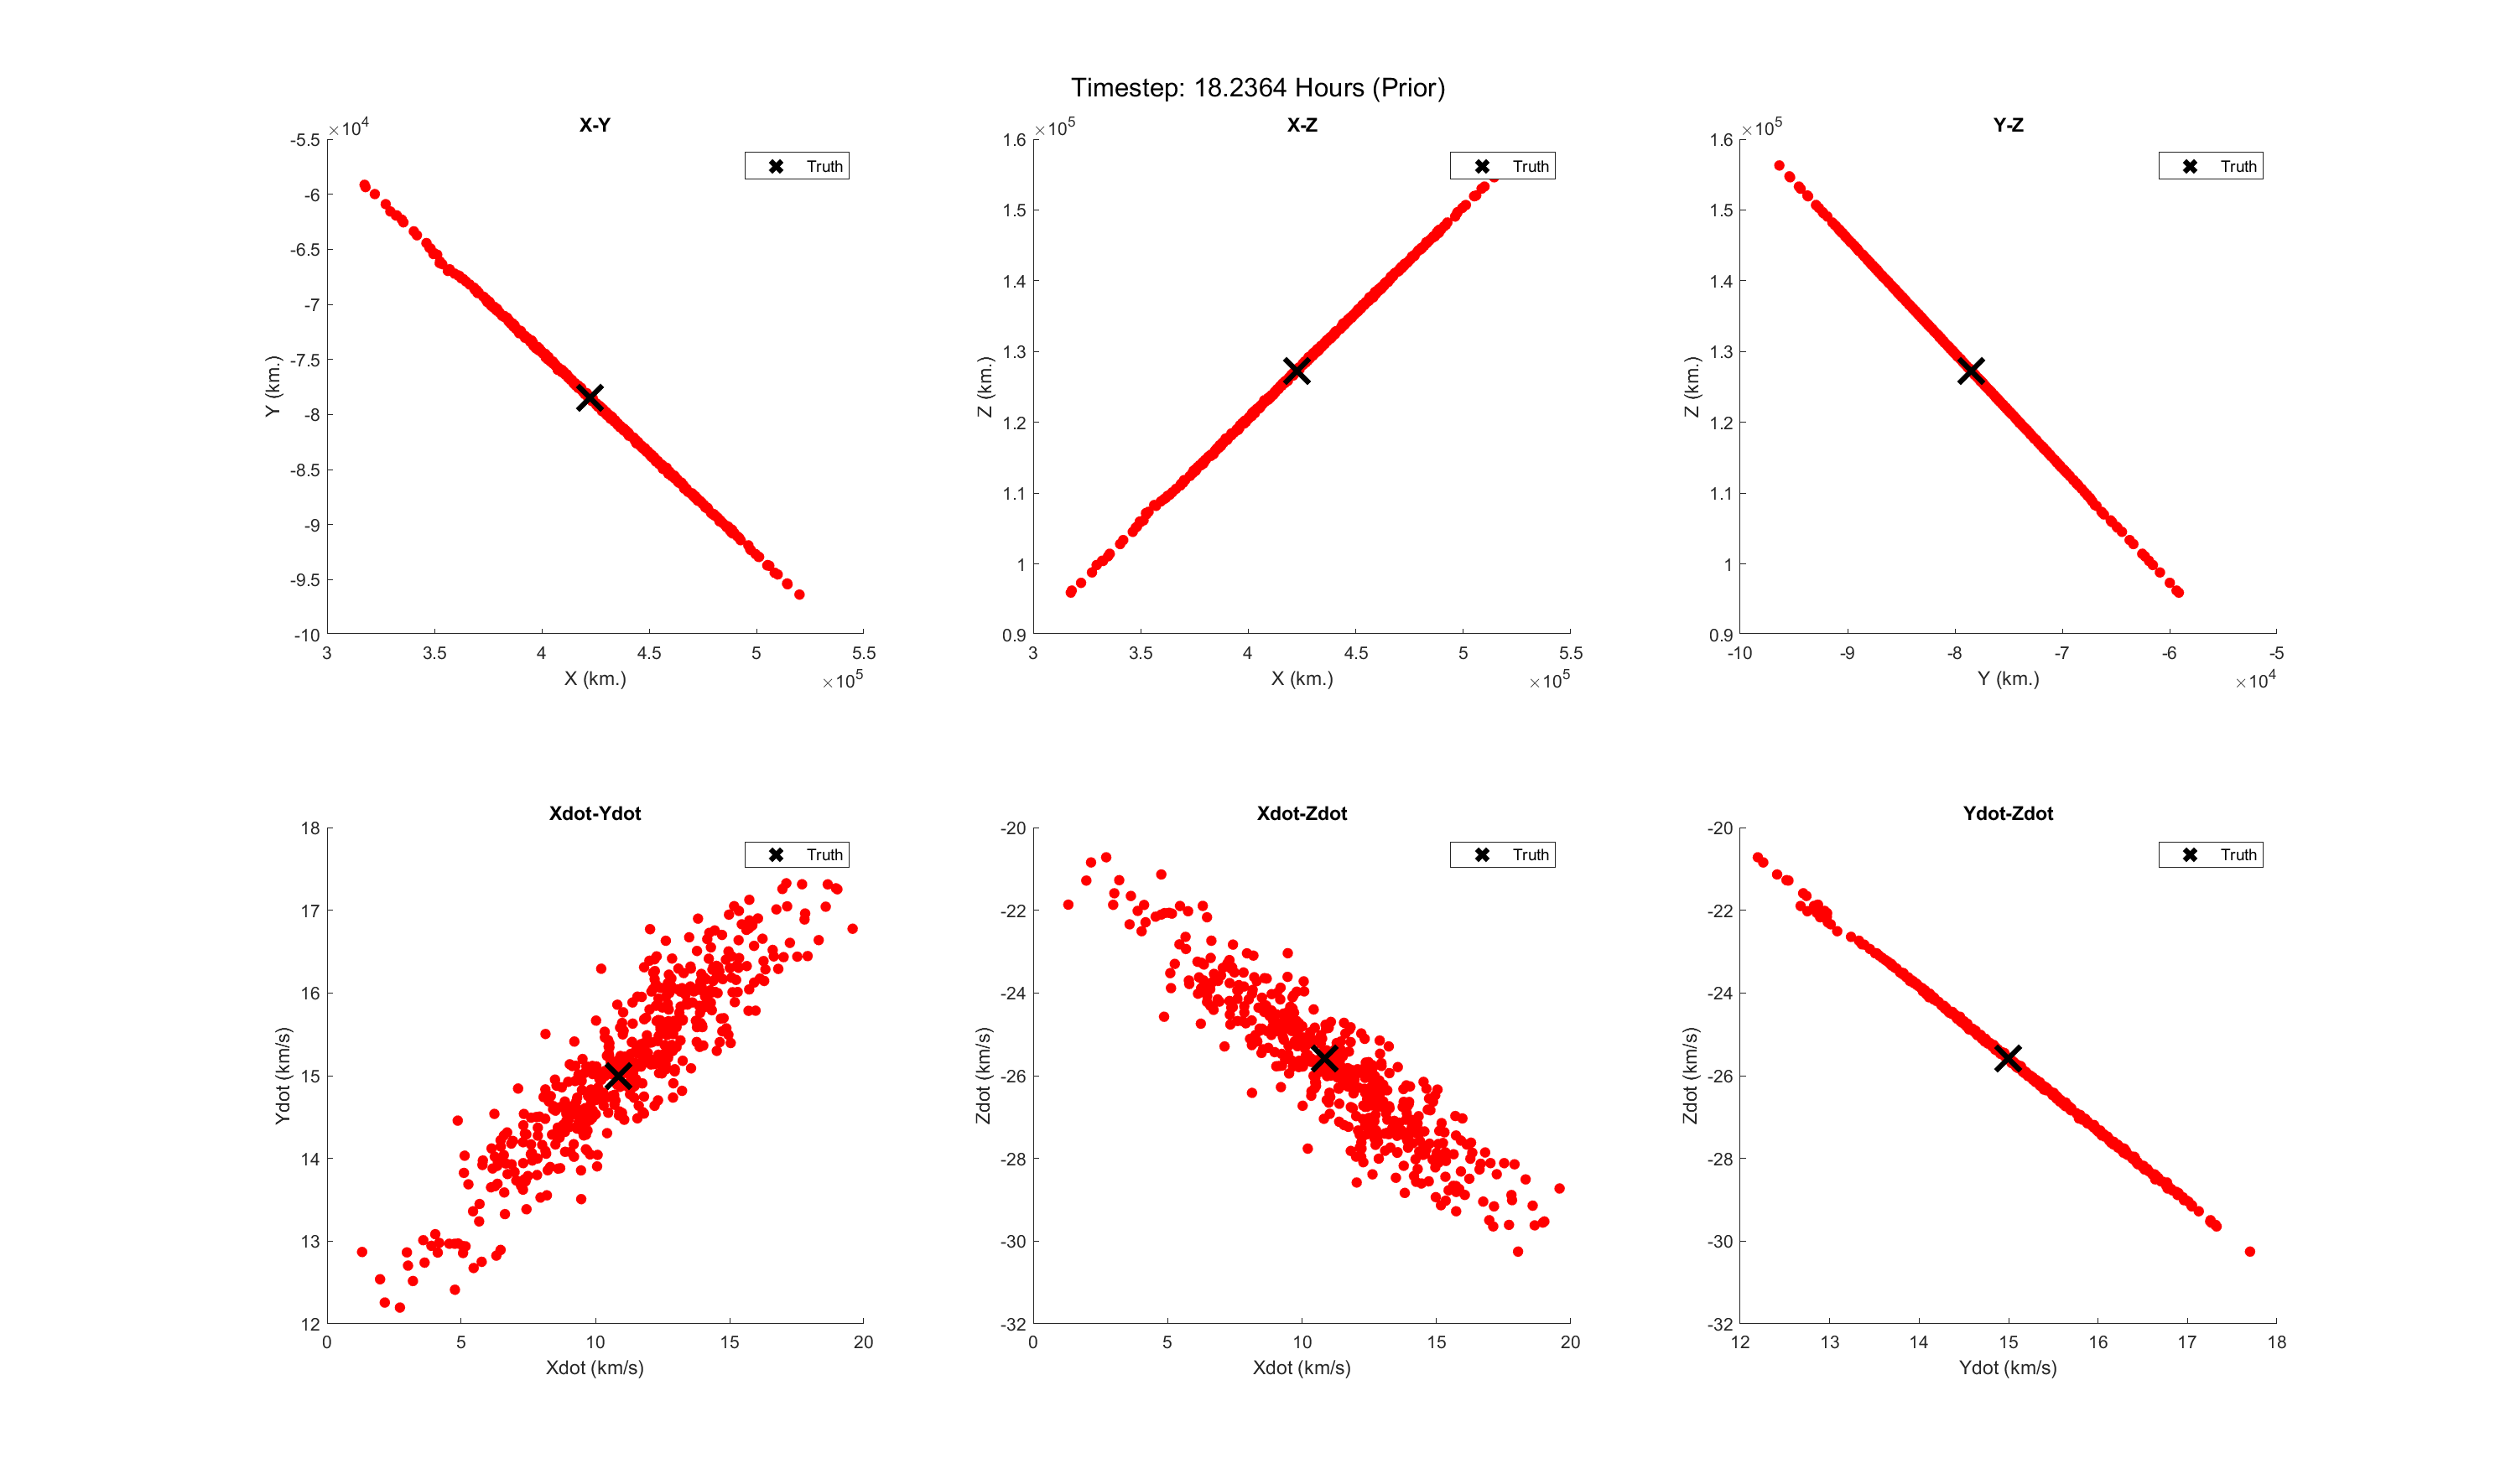 Timestep: 18.2364 Hours (Prior)
X-Y
×10^4
-5.5
-6
-6.5
-7
-7.5
-8
-8.5
-9
-9.5
-10
Y (km.)
3 3.5 4 4.5 5 5.5
×10^5
X (km.)
Truth
X-Z
×10^5
1.6
1.5
1.4
1.3
1.2
1.1
1
0.9
Z (km.)
3 3.5 4 4.5 5 5.5
×10^5
X (km.)
Truth
Y-Z
×10^5
1.6
1.5
1.4
1.3
1.2
1.1
1
0.9
Z (km.)
-10 -9 -8 -7 -6 -5
×10^4
Y (km.)
Truth
Xdot-Ydot
18
17
16
15
14
13
12
Ydot (km/s)
0 5 10 15 20
Xdot (km/s)
Truth
Xdot-Zdot
-20
-22
-24
-26
-28
-30
-32
Zdot (km/s)
0 5 10 15 20
Xdot (km/s)
Truth
Ydot-Zdot
-20
-22
-24
-26
-28
-30
-32
Zdot (km/s)
12 13 14 15 16 17 18
Ydot (km/s)
Truth